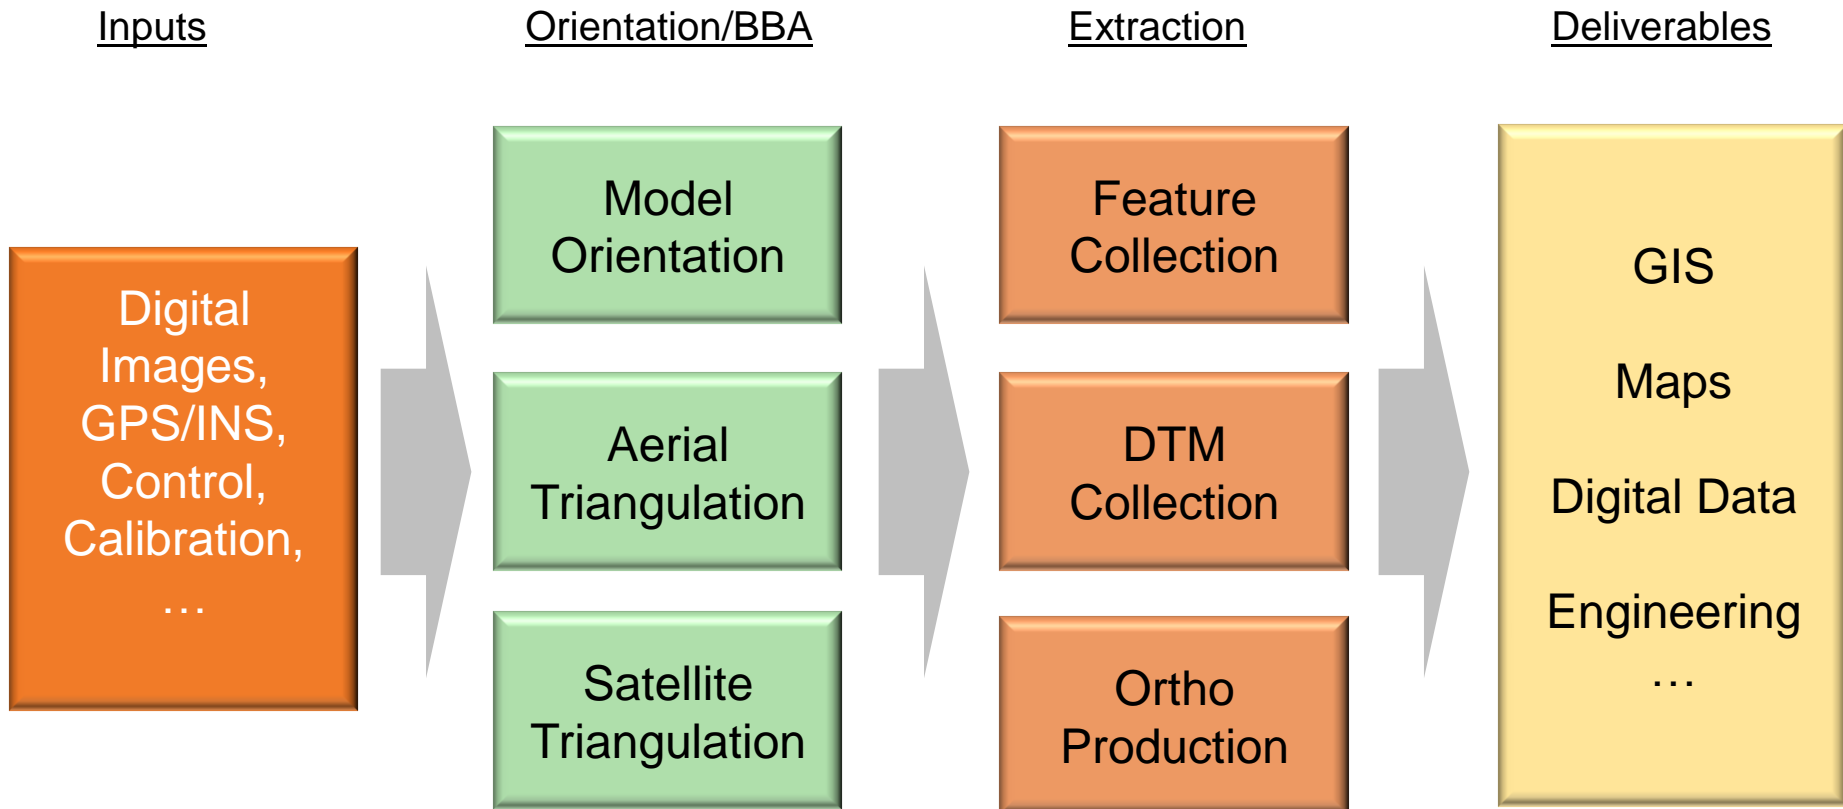 Inputs
Orientation/BBA
Extraction
Deliverables
Digital
Images,
GPS/INS,
Control,
Calibration,
…
Model
Orientation
Aerial
Triangulation
Satellite
Triangulation
Feature
Collection
DTM
Collection
Ortho
Production
GIS
Maps
Digital Data
Engineering
…